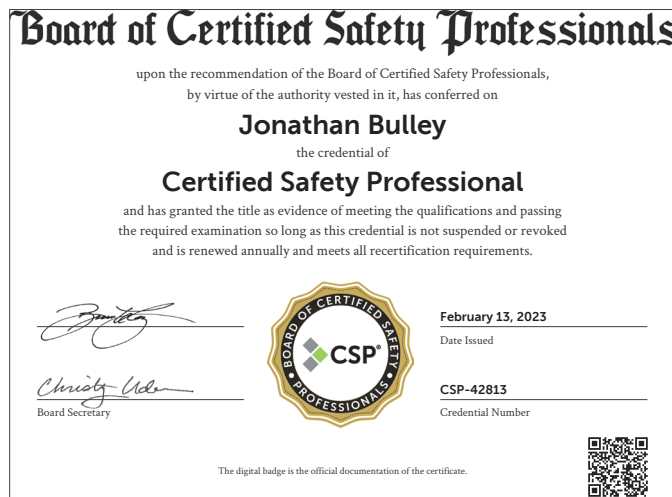 Board of Certified Safety Professionals
upon the recommendation of the Board of Certified Safety Professionals,
by virtue of the authority vested in it, has conferred on
Jonathan Bulley
the credential of
Certified Safety Professional
and has granted the title as evidence of meeting the qualifications and passing
the required examination so long as this credential is not suspended or revoked
and is renewed annually and meets all recertification requirements.
BOARD OF CERTIFIED SAFETY
CSP®
• PROFESSIONALS •
February 13, 2023
Date Issued
Christy Uden
Board Secretary
CSP-42813
Credential Number
The digital badge is the official documentation of the certificate.